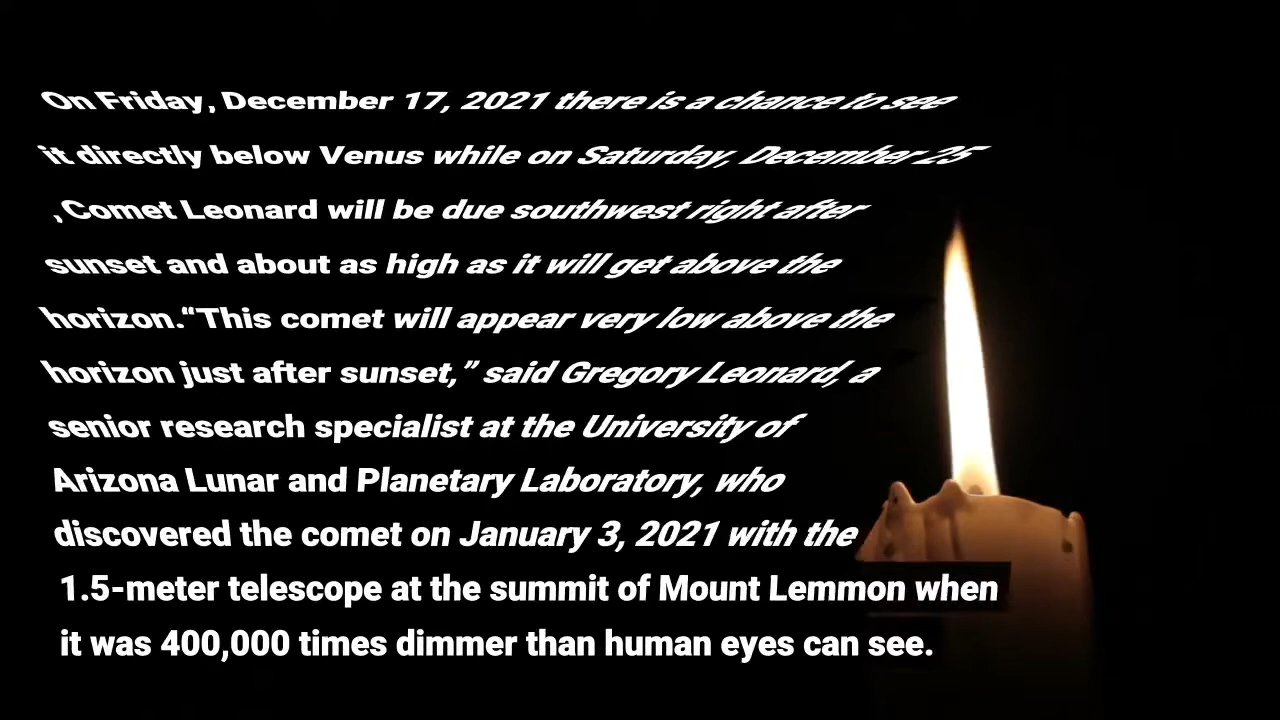 On Friday, December 17, 2021 there is a chance to see
it directly below Venus while on Saturday, December 25
,Comet Leonard will be due southwest right after
sunset and about as high as it will get above the
horizon.“This comet will appear very low above the
horizon just after sunset,” said Gregory Leonard, a
senior research specialist at the University of
Arizona Lunar and Planetary Laboratory, who
discovered the comet on January 3, 2021 with the
1.5-meter telescope at the summit of Mount Lemmon when
it was 400,000 times dimmer than human eyes can see.